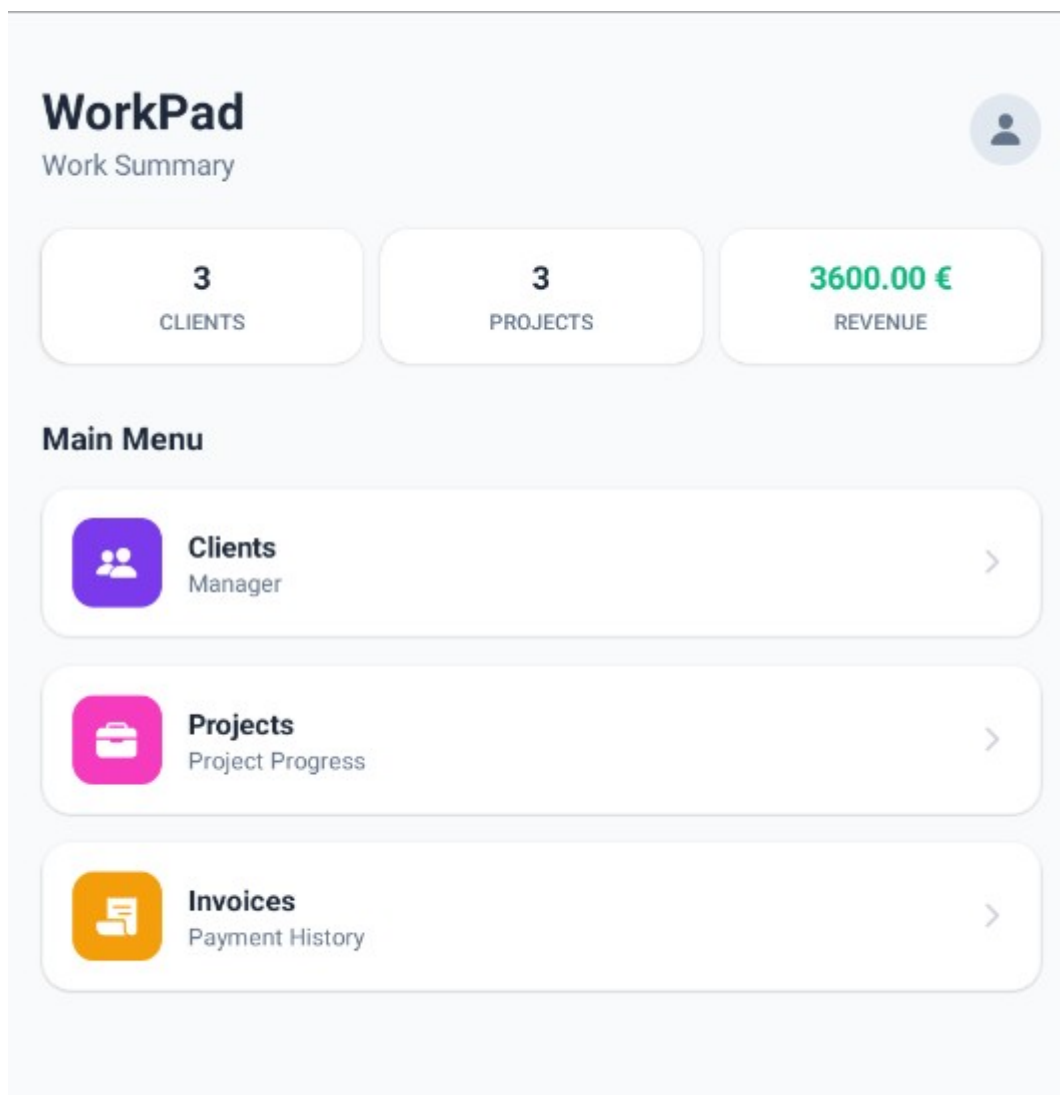 WorkPad
Work Summary
3
CLIENTS
3
PROJECTS
3600.00 €
REVENUE
Main Menu
Clients
Manager
Projects
Project Progress
Invoices
Payment History